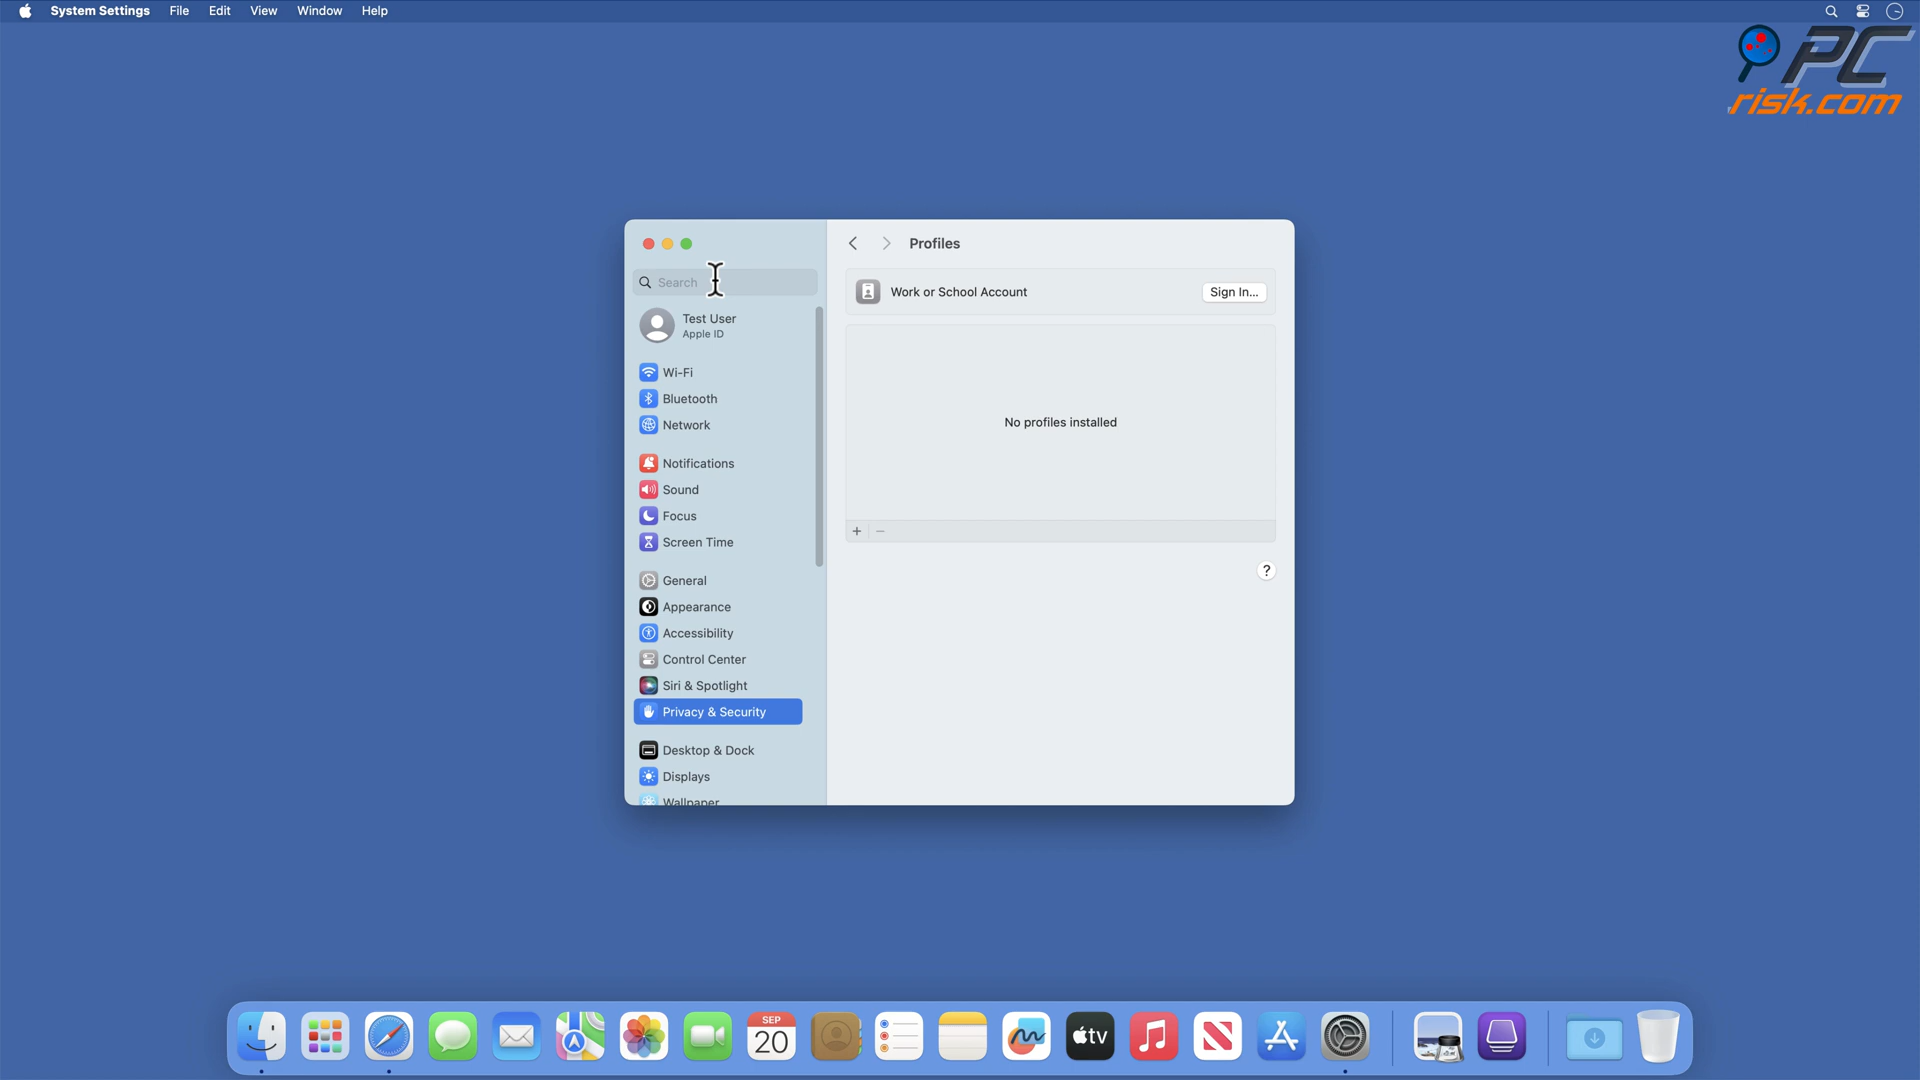 System Settings File Edit View Window Help
PC
risk.com
Profiles
Search
Work or School Account Sign In...
Test User
Apple ID
Wi-Fi
Bluetooth
Network
No profiles installed
Notifications
Sound
Focus
Screen Time
+ −
?
General
Appearance
Accessibility
Control Center
Siri & Spotlight
Privacy & Security
Desktop & Dock
Displays
Wallpaper
SEP
20
tv